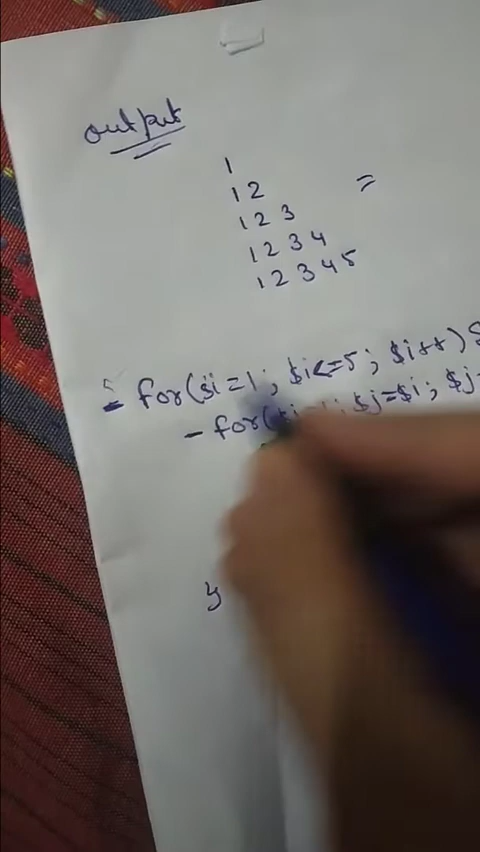 output
1
1 2 =
1 2 3
1 2 3 4
1 2 3 4 5
- for($i=1; $i<=5; $i++){
- for( $j=$i; $j
}